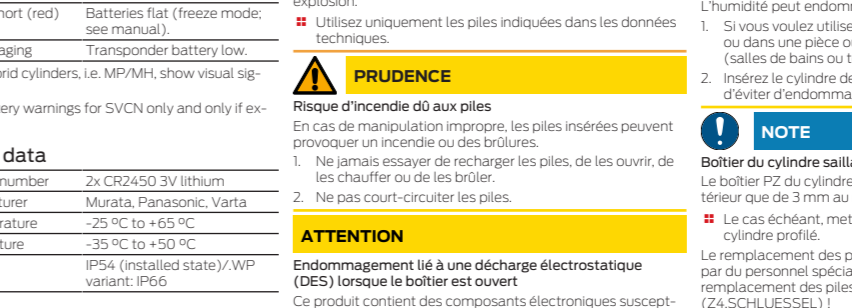 ort (red) Batteries flat (freeze mode;
see manual).
aging Transponder battery low.
rid cylinders, i.e. MP/MH, show visual sig-
tery warnings for SVCN only and only if ex-
data
number 2x CR2450 3V lithium
turer Murata, Panasonic, Varta
rature -25 ºC to +65 ºC
ture -35 ºC to +50 ºC
IP54 (installed state)/.WP
variant: IP66
explosion.
Utilisez uniquement les piles indiquées dans les données
techniques.
PRUDENCE
Risque d'incendie dû aux piles
En cas de manipulation impropre, les piles insérées peuvent
provoquer un incendie ou des brûlures.
1. Ne jamais essayer de recharger les piles, de les ouvrir, de
les chauffer ou de les brûler.
2. Ne pas court-circuiter les piles.
ATTENTION
Endommagement lié à une décharge électrostatique
(DES) lorsque le boîtier est ouvert
Ce produit contient des composants électroniques suscept-
L'humidité peut endomm
1. Si vous voulez utilise
ou dans une pièce ou
(salles de bains ou t
2. Insérez le cylindre de
d'éviter d'endomma
NOTE
Boîtier du cylindre sailla
Le boîtier PZ du cylindre
térieur que de 3 mm au
Le cas échéant, met
cylindre profilé.
Le remplacement des p
par du personnel spécia
remplacement des piles
(Z4.SCHLUESSEL) !